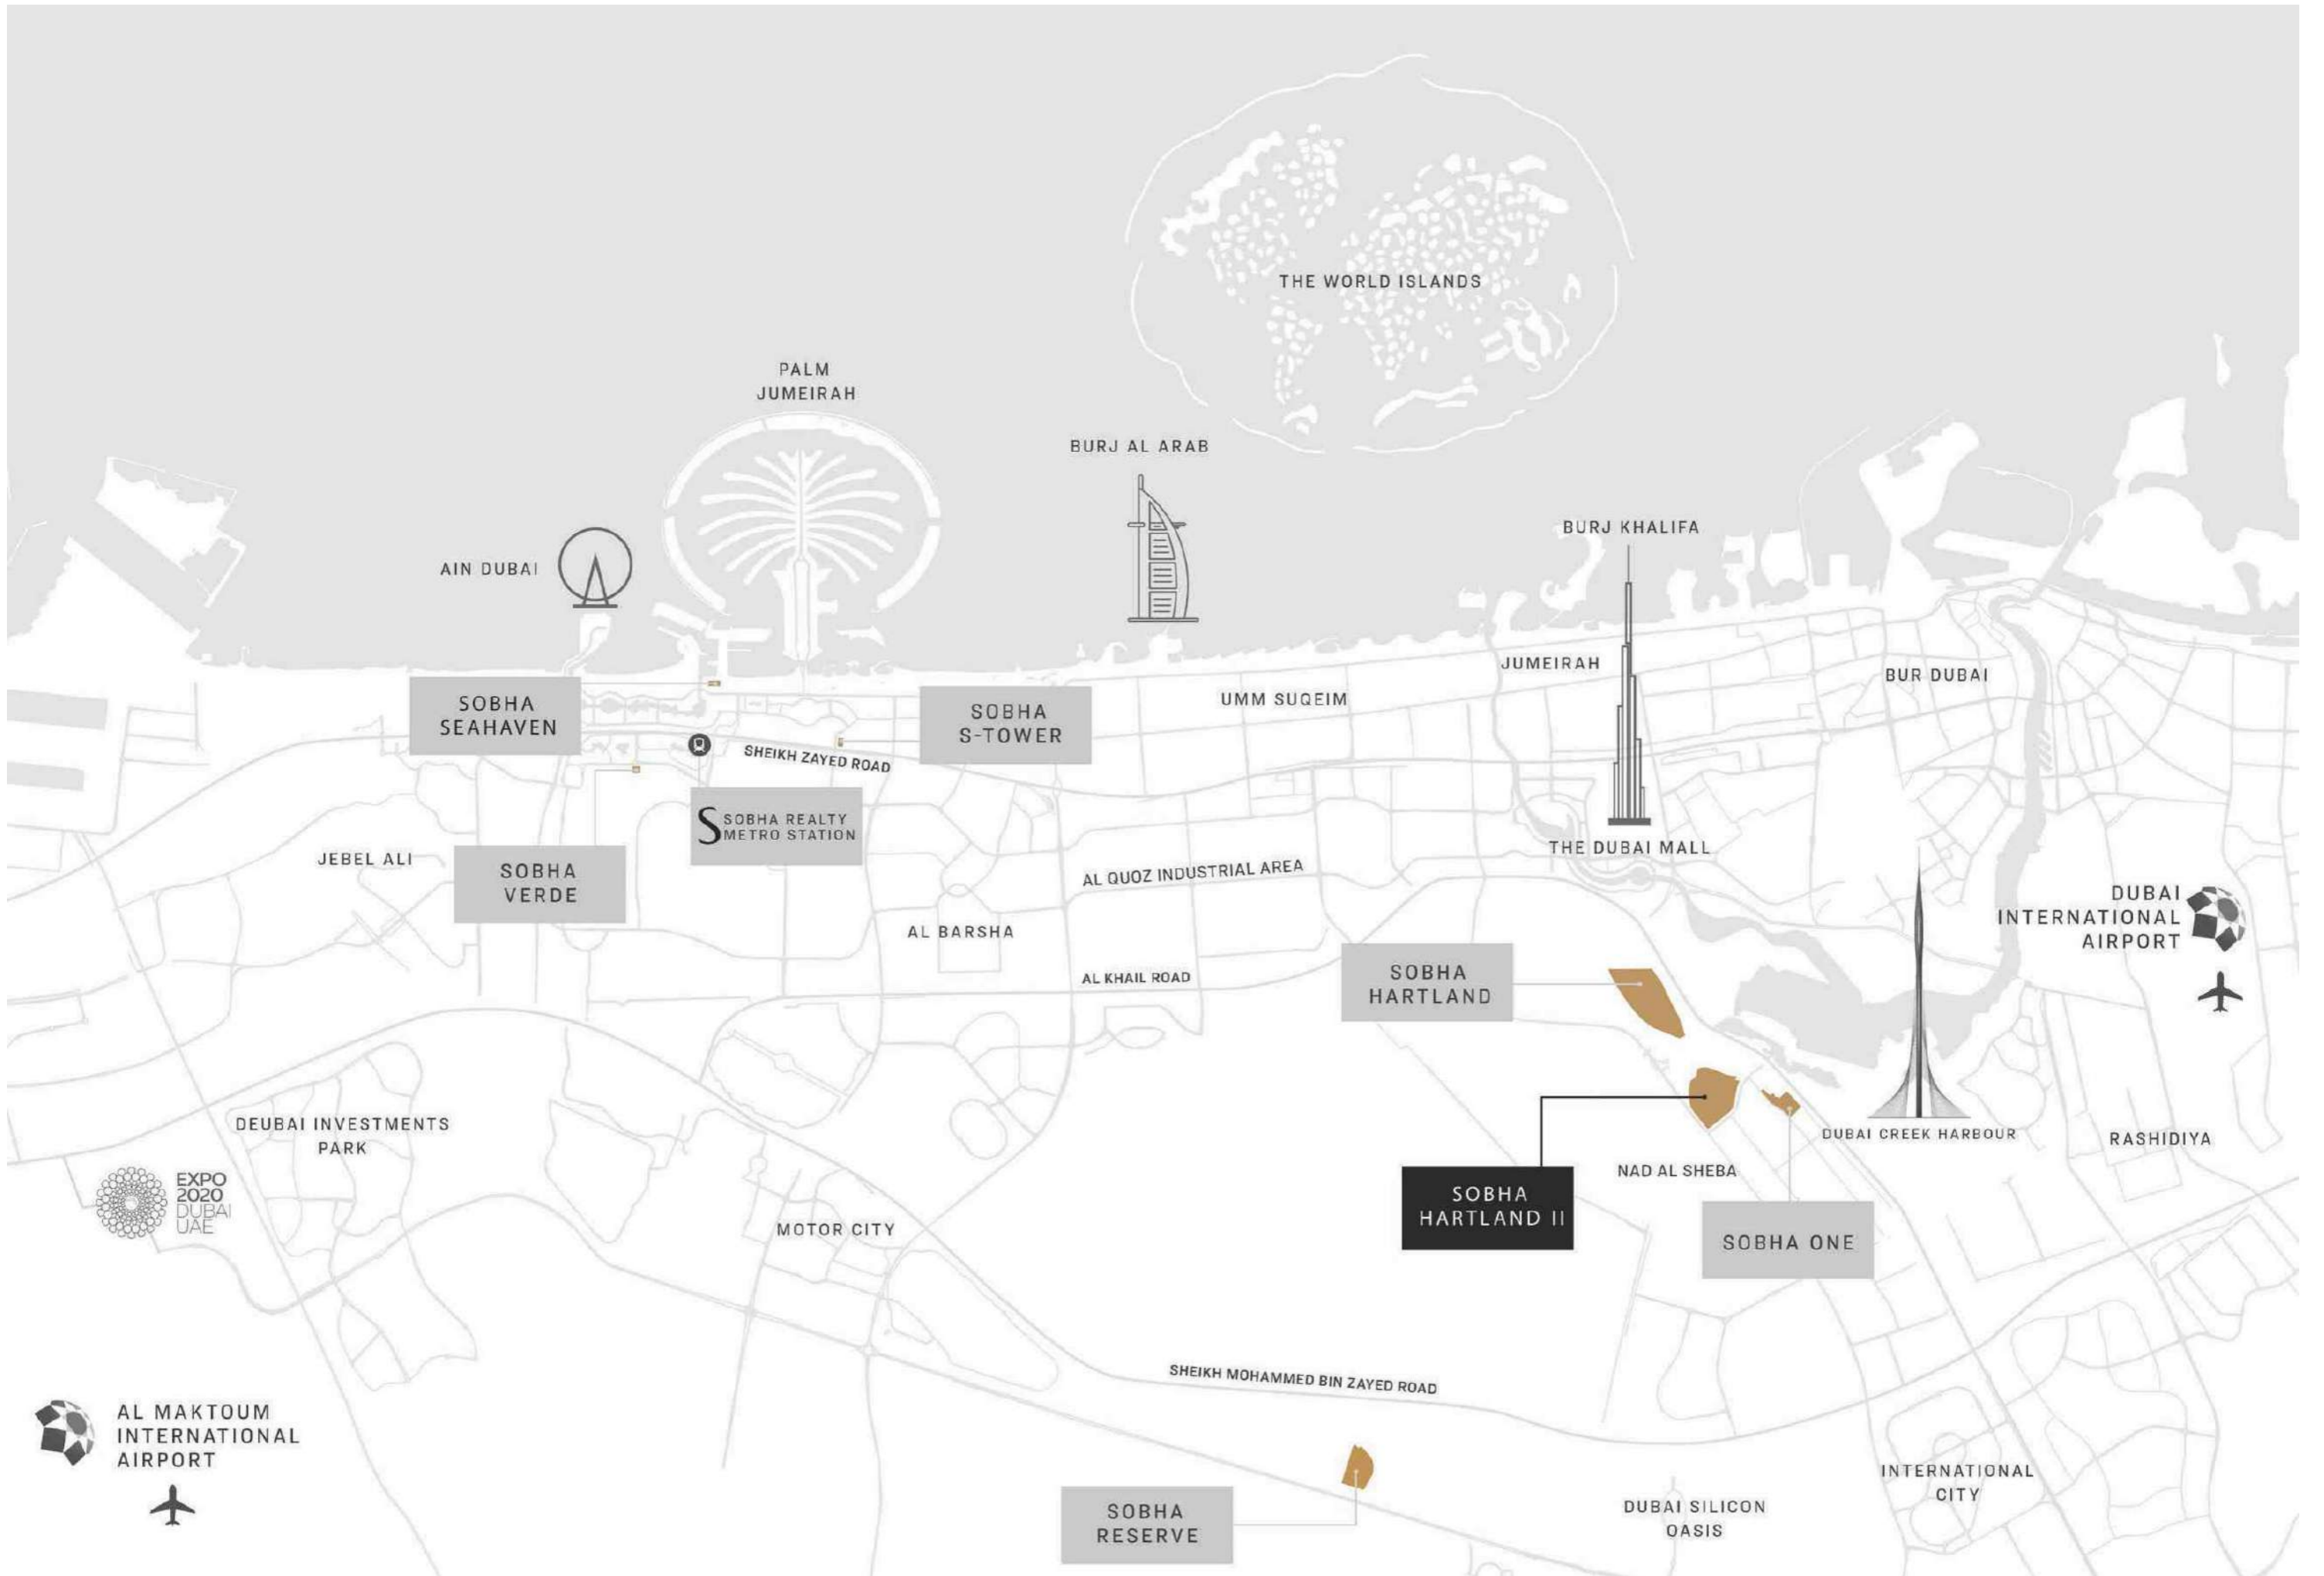 THE WORLD ISLANDS
PALM
JUMEIRAH
BURJ AL ARAB
BURJ KHALIFA
AIN DUBAI
JUMEIRAH
BUR DUBAI
SOBHA
SEAHAVEN
SOBHA
S-TOWER
UMM SUQEIM
SHEIKH ZAYED ROAD
S SOBHA REALTY
METRO STATION
JEBEL ALI
SOBHA
VERDE
THE DUBAI MALL
AL QUOZ INDUSTRIAL AREA
DUBAI
INTERNATIONAL
AIRPORT
AL BARSHA
AL KHAIL ROAD
SOBHA
HARTLAND
DEUBAI INVESTMENTS
PARK
DUBAI CREEK HARBOUR
RASHIDIYA
NAD AL SHEBA
EXPO
2020
DUBAI
UAE
SOBHA
HARTLAND II
MOTOR CITY
SOBHA ONE
SHEIKH MOHAMMED BIN ZAYED ROAD
AL MAKTOUM
INTERNATIONAL
AIRPORT
INTERNATIONAL
CITY
SOBHA
RESERVE
DUBAI SILICON
OASIS